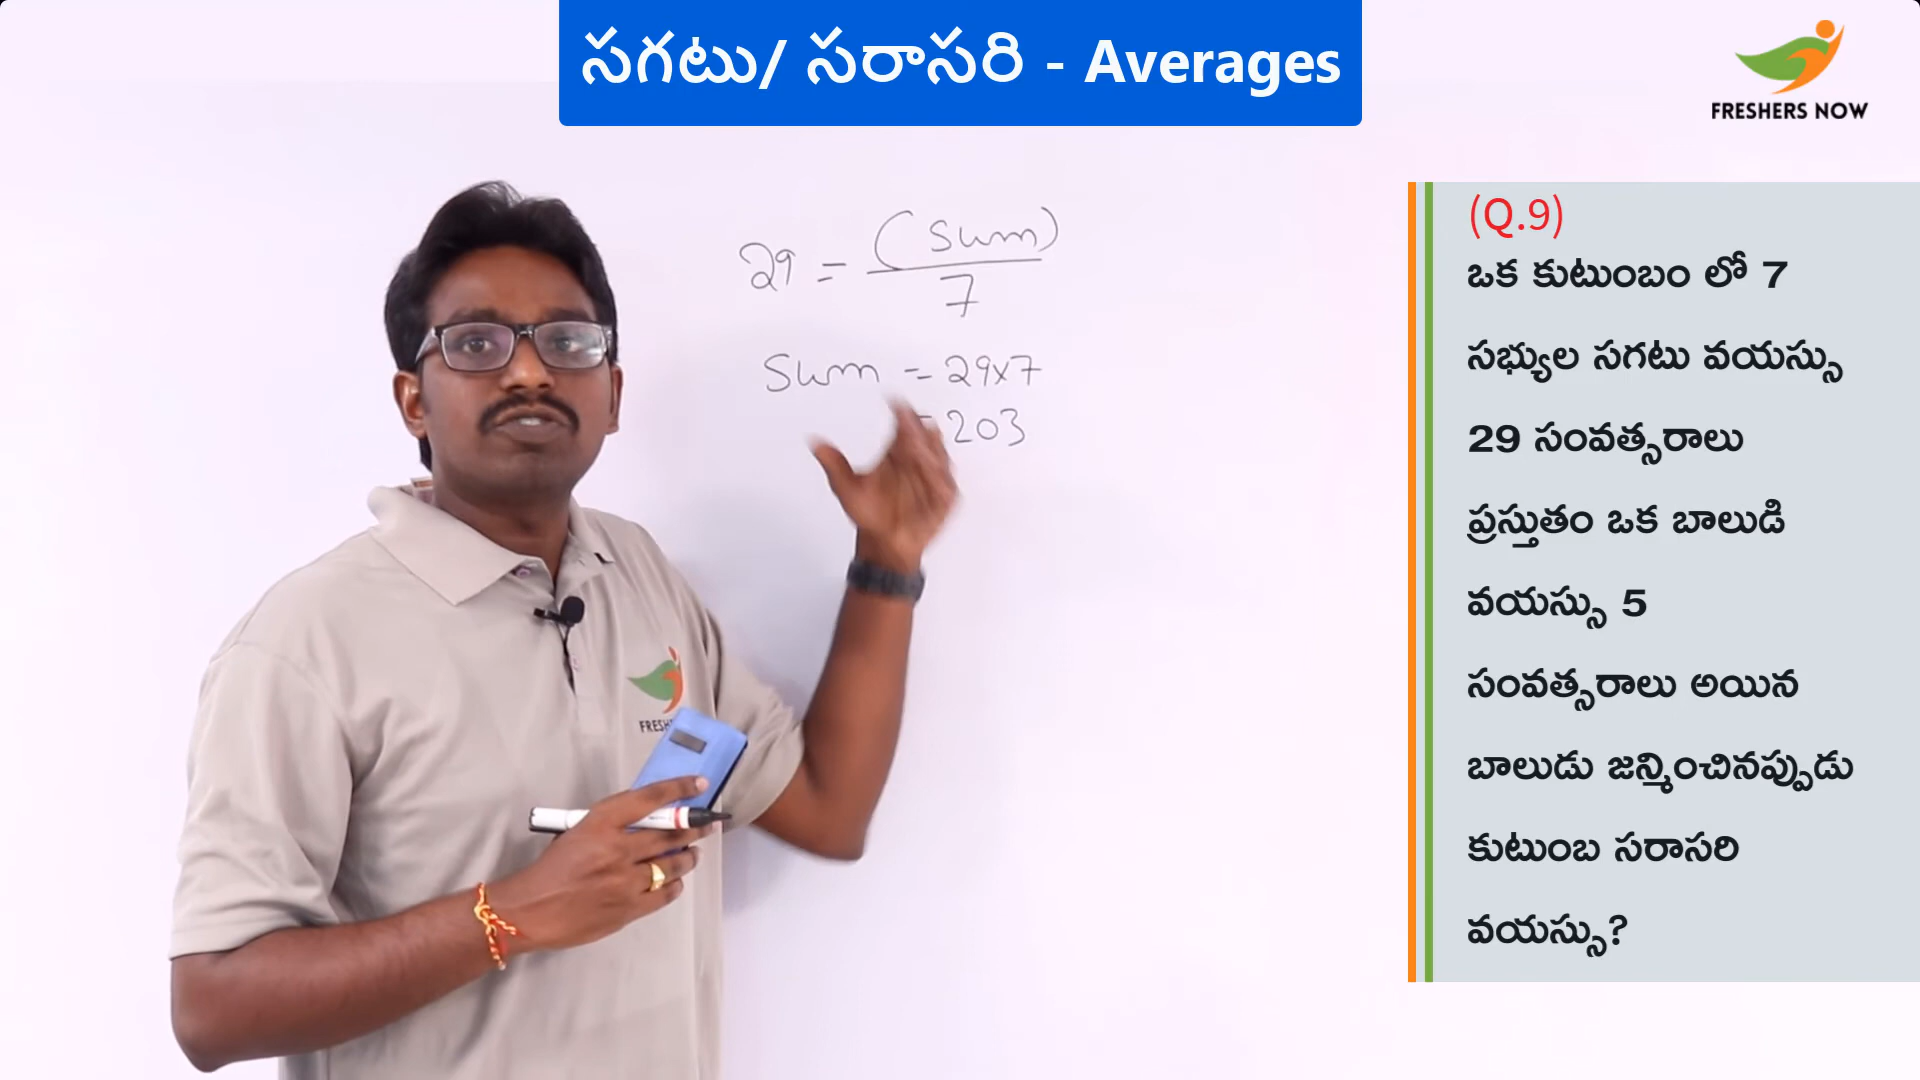 సగటు/ సరాసరి - Averages
FRESHERS NOW
29 = (sum)
7
Sum = 29x7
= 203
(Q.9)
ఒక కుటుంబం లో 7
సభ్యుల సగటు వయస్సు
29 సంవత్సరాలు
ప్రస్తుతం ఒక బాలుడి
వయస్సు 5
సంవత్సరాలు అయిన
బాలుడు జన్మించినప్పుడు
కుటుంబ సరాసరి
వయస్సు?